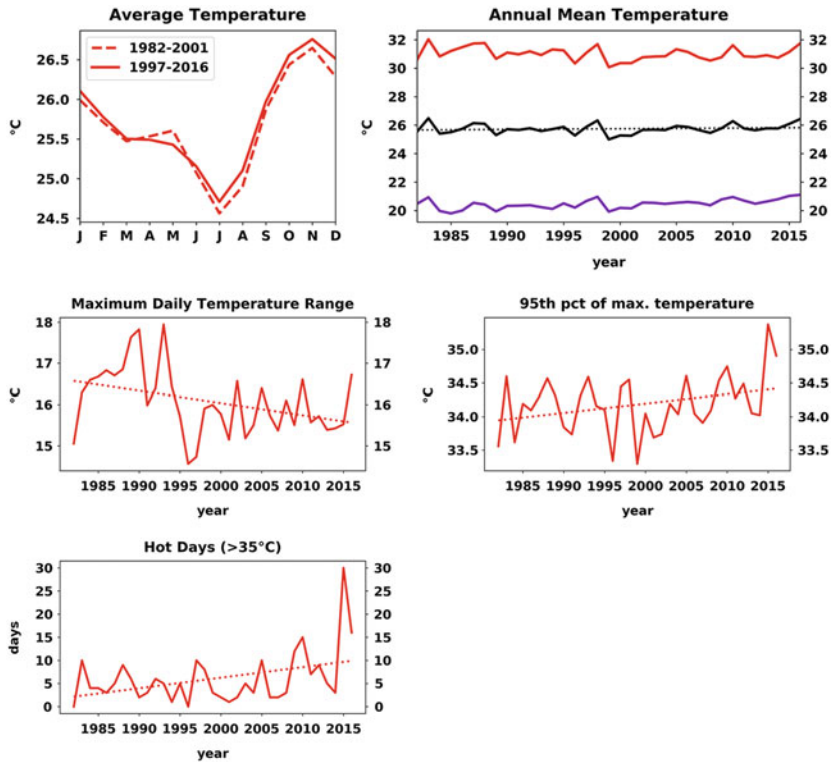 Average Temperature
°C
26.5
26.0
25.5
25.0
24.5
1982-2001
1997-2016
J F M A M J J A S O N D
Annual Mean Temperature
°C
32 32
30 30
28 28
26 26
24 24
22 22
20 20
1985 1990 1995 2000 2005 2010 2015
year
Maximum Daily Temperature Range
°C
18 18
17 17
16 16
15 15
1985 1990 1995 2000 2005 2010 2015
year
95th pct of max. temperature
°C
35.0 35.0
34.5 34.5
34.0 34.0
33.5 33.5
1985 1990 1995 2000 2005 2010 2015
year
Hot Days (>35°C)
days
30 30
25 25
20 20
15 15
10 10
5 5
0 0
1985 1990 1995 2000 2005 2010 2015
year